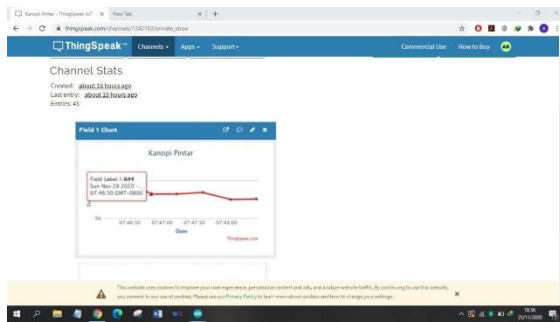 Kanopi Pintar - ThingSpeak IoT
New Tab
thingspeak.com/channels/1242153/private_show
ThingSpeak™
Channels
Apps
Support
Commercial Use
How to Buy
AR
Channel Stats
Created: about 16 hours ago
Last entry: about 15 hours ago
Entries: 43
Field 1 Chart
Kanopi Pintar
Field Label 1: 644
Sun Nov 29 2020
07:46:50 GMT-0800
0k
07:46:30
07:47:00
07:47:30
07:48:00
Date
ThingSpeak.com
This website uses cookies to improve your user experience, personalize content and ads, and analyze website traffic. By continuing to use this website,
you consent to our use of cookies. Please see our Privacy Policy to learn more about cookies and how to change your settings.